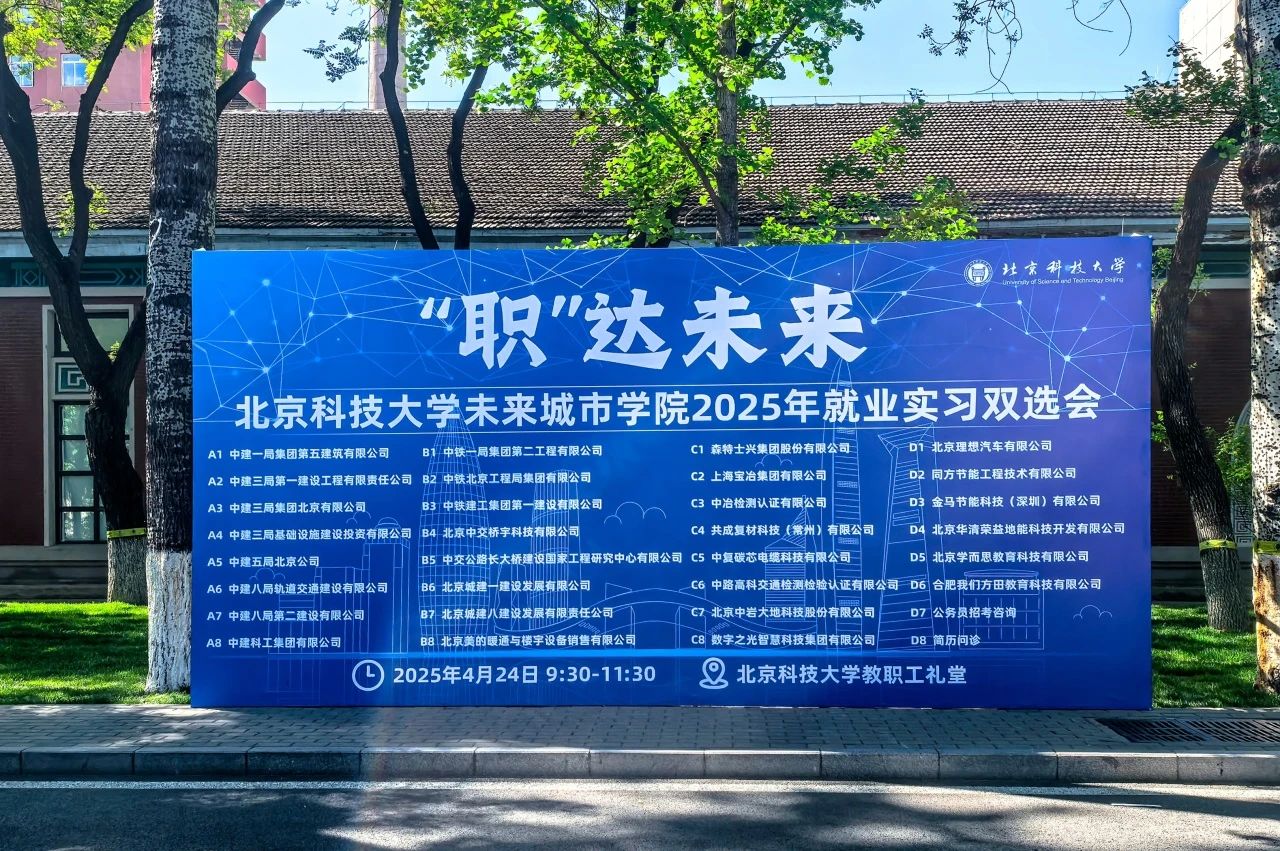 北京科技大学
University of Science and Technology Beijing
“职”达未来
北京科技大学未来城市学院2025年就业实习双选会
A1 中建一局集团第五建筑有限公司
A2 中建三局第一建设工程有限责任公司
A3 中建三局集团北京有限公司
A4 中建三局基础设施建设投资有限公司
A5 中建五局北京公司
A6 中建八局轨道交通建设有限公司
A7 中建八局第二建设有限公司
A8 中建科工集团有限公司
B1 中铁一局集团第二工程有限公司
B2 中铁北京工程局集团有限公司
B3 中铁建工集团第一建设有限公司
B4 北京中交桥宇科技有限公司
B5 中交公路长大桥建设国家工程研究中心有限公司
B6 北京城建一建设发展有限公司
B7 北京城建八建设发展有限责任公司
B8 北京美的暖通与楼宇设备销售有限公司
C1 森特士兴集团股份有限公司
C2 上海宝冶集团有限公司
C3 中冶检测认证有限公司
C4 共成复材科技（常州）有限公司
C5 中复碳芯电缆科技有限公司
C6 中路高科交通检测检验认证有限公司
C7 北京中岩大地科技股份有限公司
C8 数字之光智慧科技集团有限公司
D1 北京理想汽车有限公司
D2 同方节能工程技术有限公司
D3 金马节能科技（深圳）有限公司
D4 北京华清荣益地能科技开发有限公司
D5 北京学而思教育科技有限公司
D6 合肥我们方田教育科技有限公司
D7 公务员招考咨询
D8 简历问诊
2025年4月24日 9:30-11:30
北京科技大学教职工礼堂